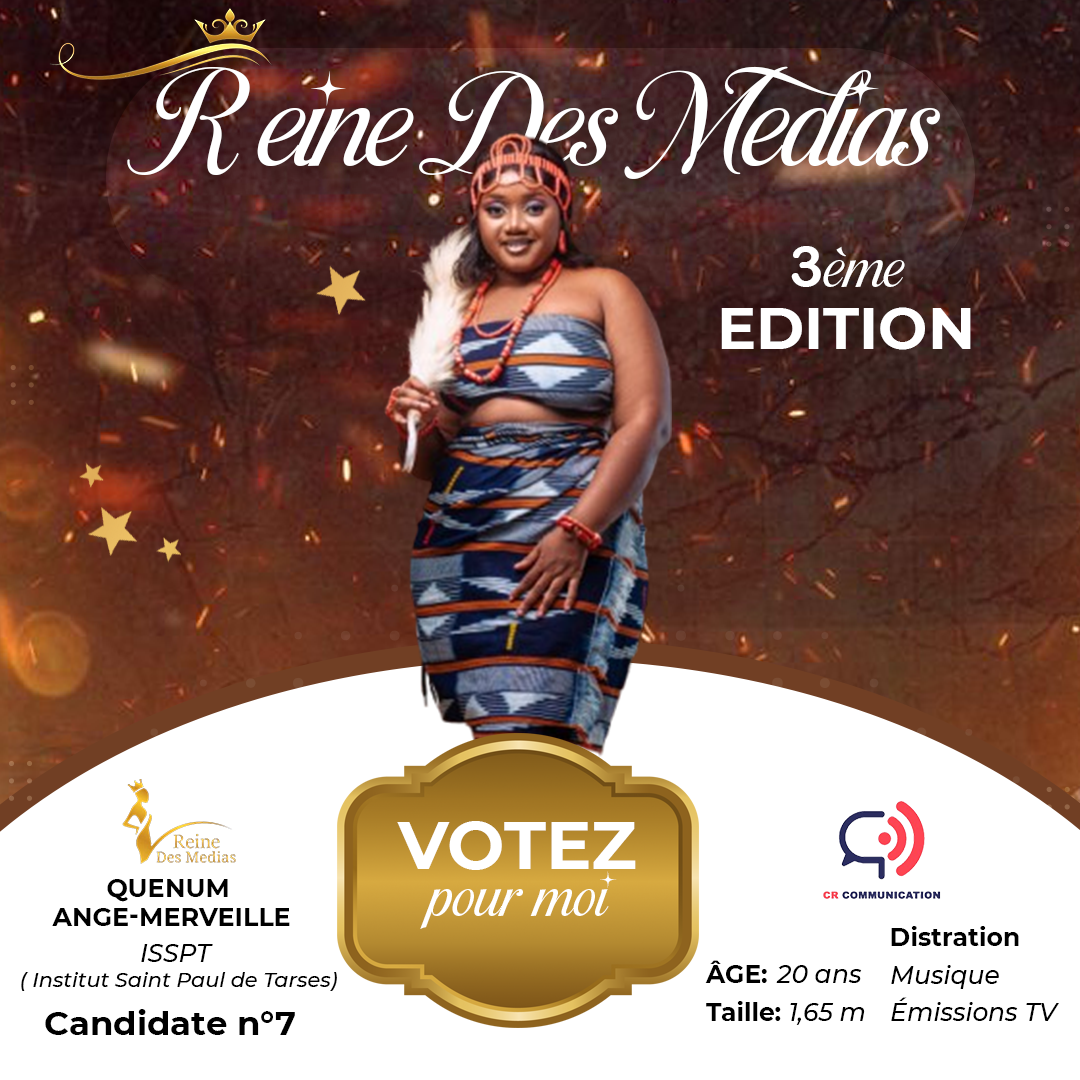 Reine Des Medias
3ème
EDITION
VOTEZ
pour moi
Reine
Des Medias
QUENUM
ANGE-MERVEILLE
ISSPT
( Institut Saint Paul de Tarses)
Candidate n°7
CR COMMUNICATION
Distration
ÂGE: 20 ans Musique
Taille: 1,65 m Émissions TV